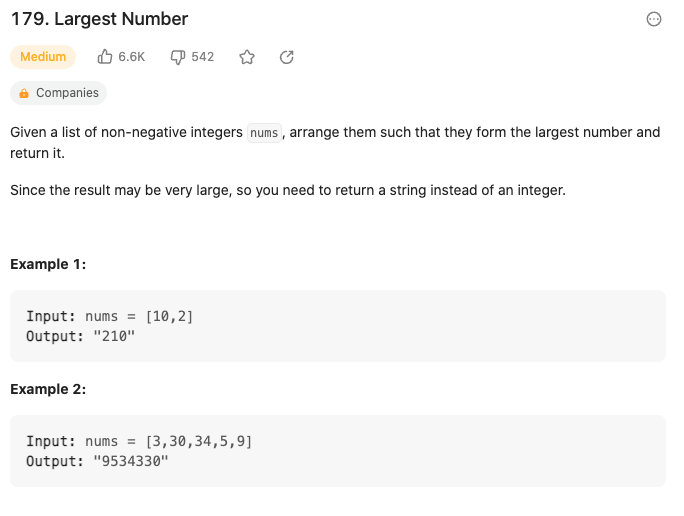 179. Largest Number
Medium 6.6K 542
Companies
Given a list of non-negative integers nums, arrange them such that they form the largest number and
return it.
Since the result may be very large, so you need to return a string instead of an integer.
Example 1:
Input: nums = [10,2]
Output: "210"
Example 2:
Input: nums = [3,30,34,5,9]
Output: "9534330"